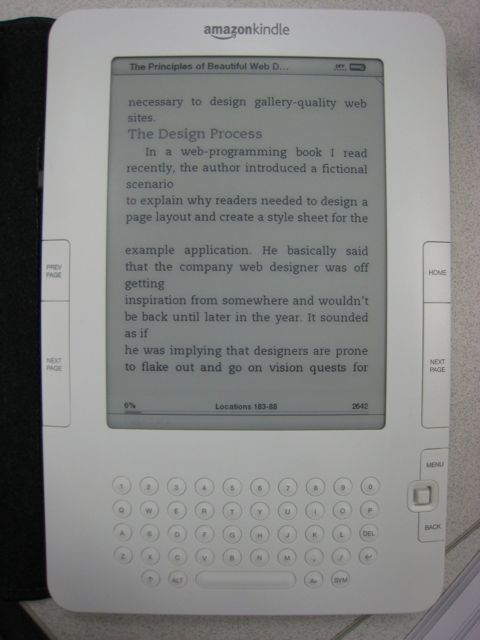 amazonkindle
The Principles of Beautiful Web D...
OFF
necessary to design gallery-quality web
sites.
The Design Process
In a web-programming book I read
recently, the author introduced a fictional
scenario
to explain why readers needed to design a
page layout and create a style sheet for the
example application. He basically said
that the company web designer was off
getting
inspiration from somewhere and wouldn't
be back until later in the year. It sounded
as if
he was implying that designers are prone
to flake out and go on vision quests for
6% Locations 183-88 2642
PREV
PAGE
NEXT
PAGE
HOME
NEXT
PAGE
MENU
BACK
1 2 3 4 5 6 7 8 9 0
Q W E R T Y U I O P
A S D F G H J K L DEL
Z X C V B N M . /
ALT Aa SYM